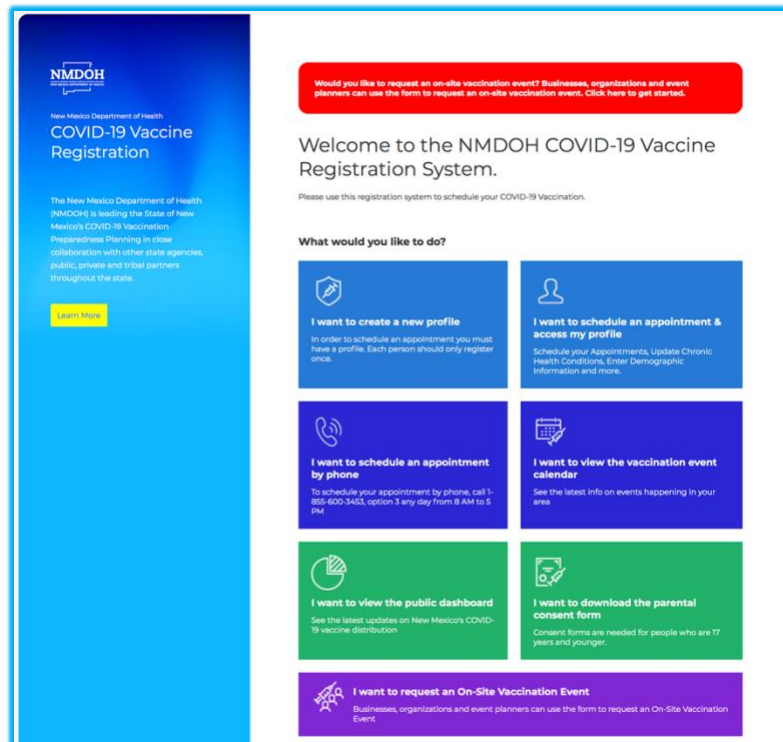 NMDOH
NEW MEXICO DEPARTMENT OF HEALTH
New Mexico Department of Health
COVID-19 Vaccine
Registration
The New Mexico Department of Health
(NMDOH) is leading the State of New
Mexico's COVID-19 Vaccination
Preparedness Planning in close
collaboration with other state agencies,
public, private and tribal partners
throughout the state.
Learn More
Would you like to request an on-site vaccination event? Businesses, organizations and event
planners can use the form to request an on-site vaccination event. Click here to get started.
Welcome to the NMDOH COVID-19 Vaccine
Registration System.
Please use this registration system to schedule your COVID-19 Vaccination.
What would you like to do?
I want to create a new profile
In order to schedule an appointment you must
have a profile. Each person should only register
once.
I want to schedule an appointment &
access my profile
Schedule your Appointments, Update Chronic
Health Conditions, Enter Demographic
Information and more.
I want to schedule an appointment
by phone
To schedule your appointment by phone, call 1-
855-600-3453, option 3 any day from 8 AM to 5
PM
I want to view the vaccination event
calendar
See the latest info on events happening in your
area
I want to view the public dashboard
See the latest updates on New Mexico's COVID-
19 vaccine distribution
I want to download the parental
consent form
Consent forms are needed for people who are 17
years and younger.
I want to request an On-Site Vaccination Event
Businesses, organizations and event planners can use the form to request an On-Site Vaccination
Event